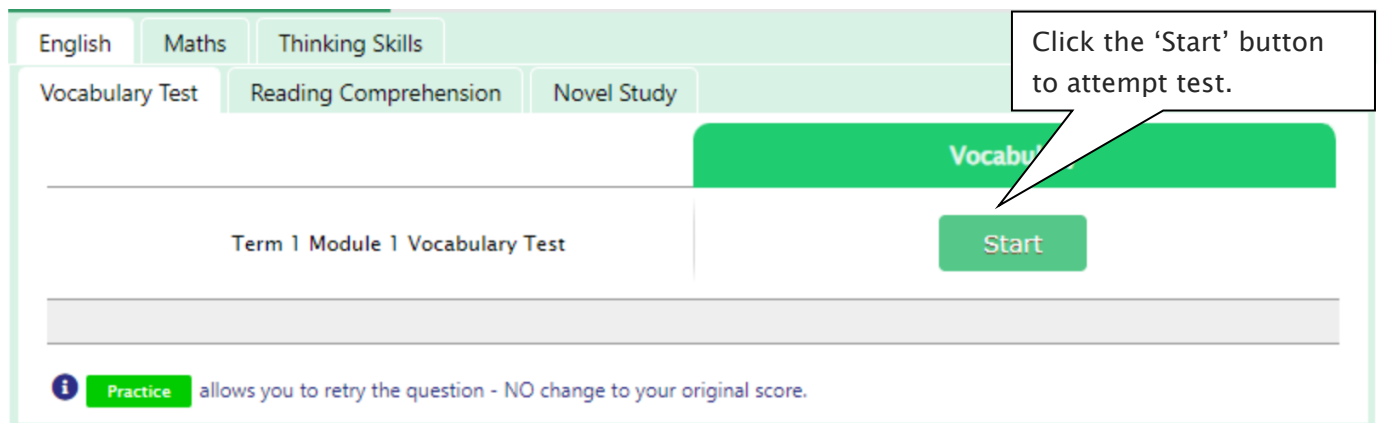 English Maths Thinking Skills
Click the ‘Start’ button
to attempt test.
Vocabulary Test Reading Comprehension Novel Study
Term 1 Module 1 Vocabulary Test
Start
Practice allows you to retry the question - NO change to your original score.